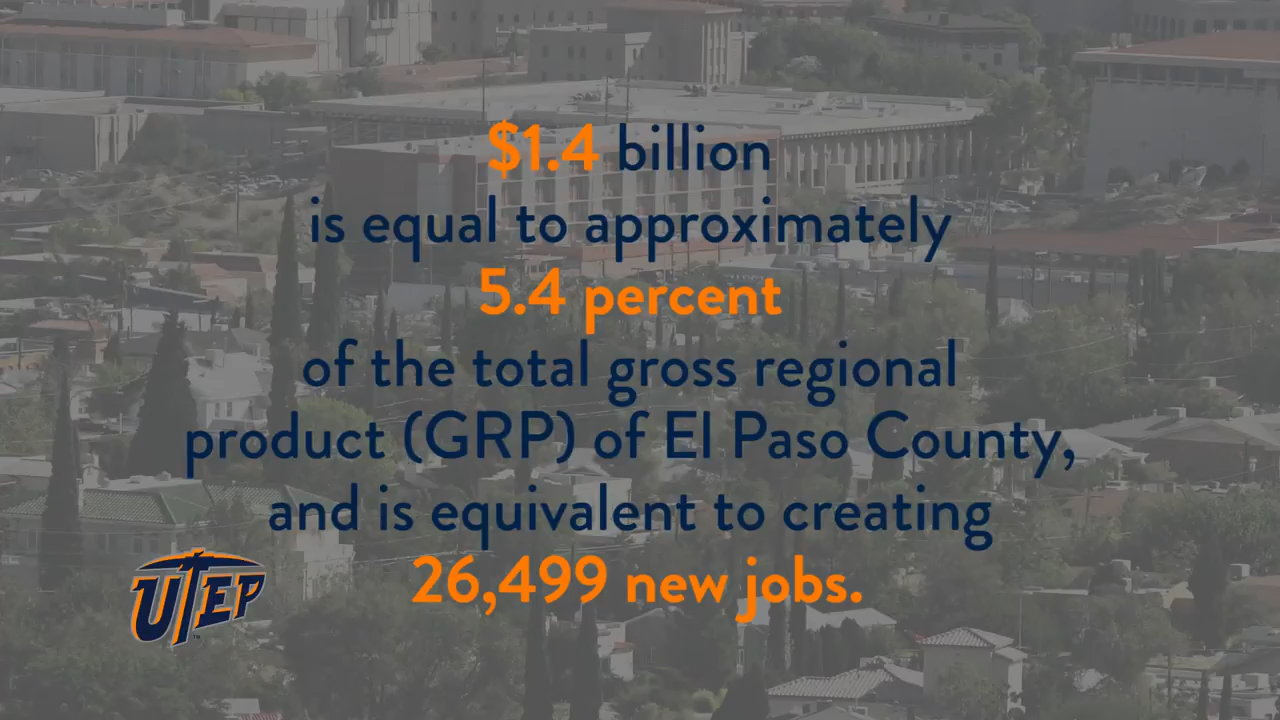 $1.4 billion
is equal to approximately
5.4 percent
of the total gross regional
product (GRP) of El Paso County,
and is equivalent to creating
26,499 new jobs.
UTEP
TM